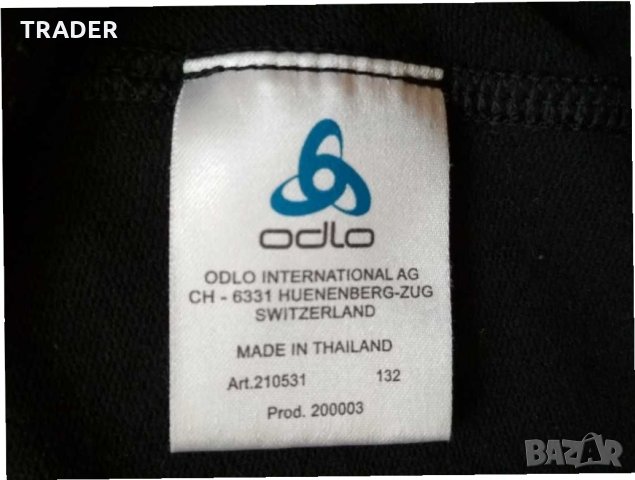 TRADER
odlo
ODLO INTERNATIONAL AG
CH - 6331 HUENENBERG-ZUG
SWITZERLAND
MADE IN THAILAND
Art.210531 132
Prod. 200003
BAZAR